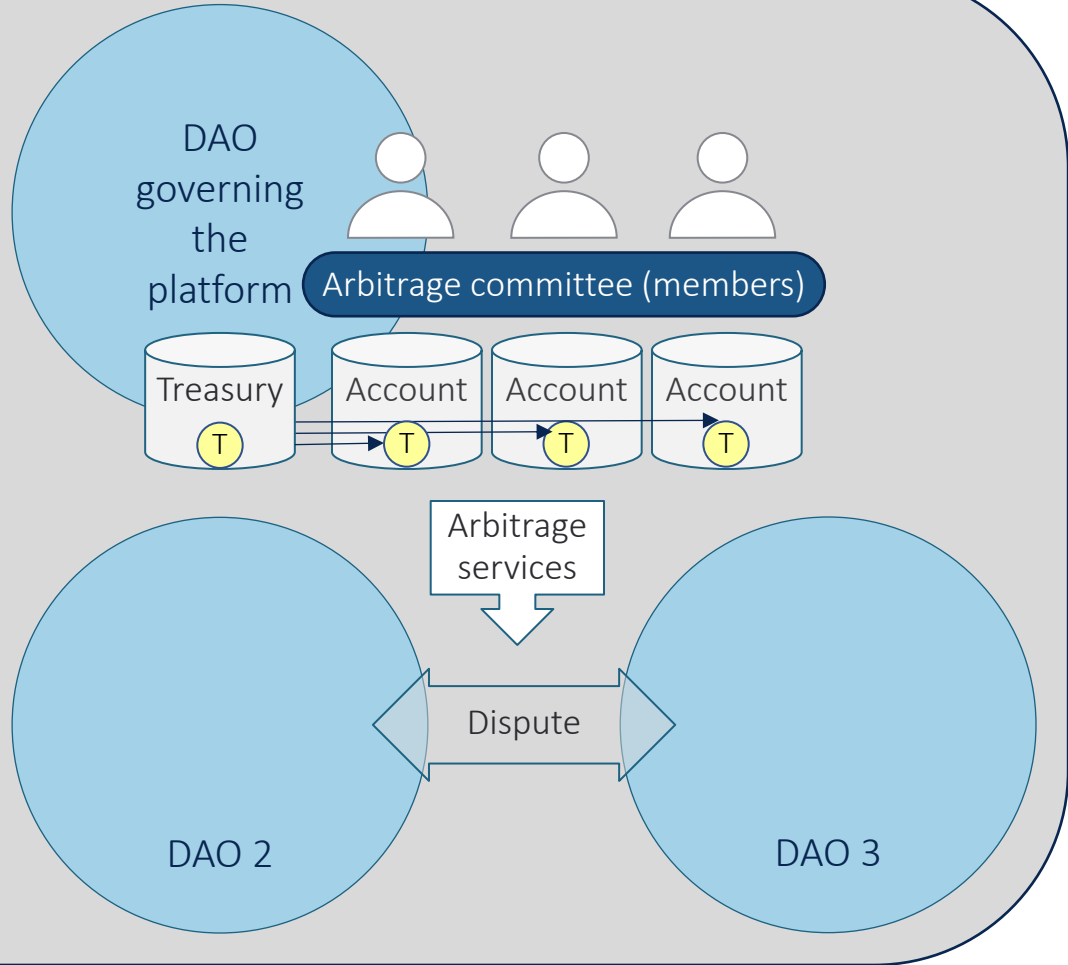 DAO
governing
the
platform
Arbitrage committee (members)
Treasury
Account
Account
Account
T
T
T
T
Arbitrage
services
Dispute
DAO 2
DAO 3